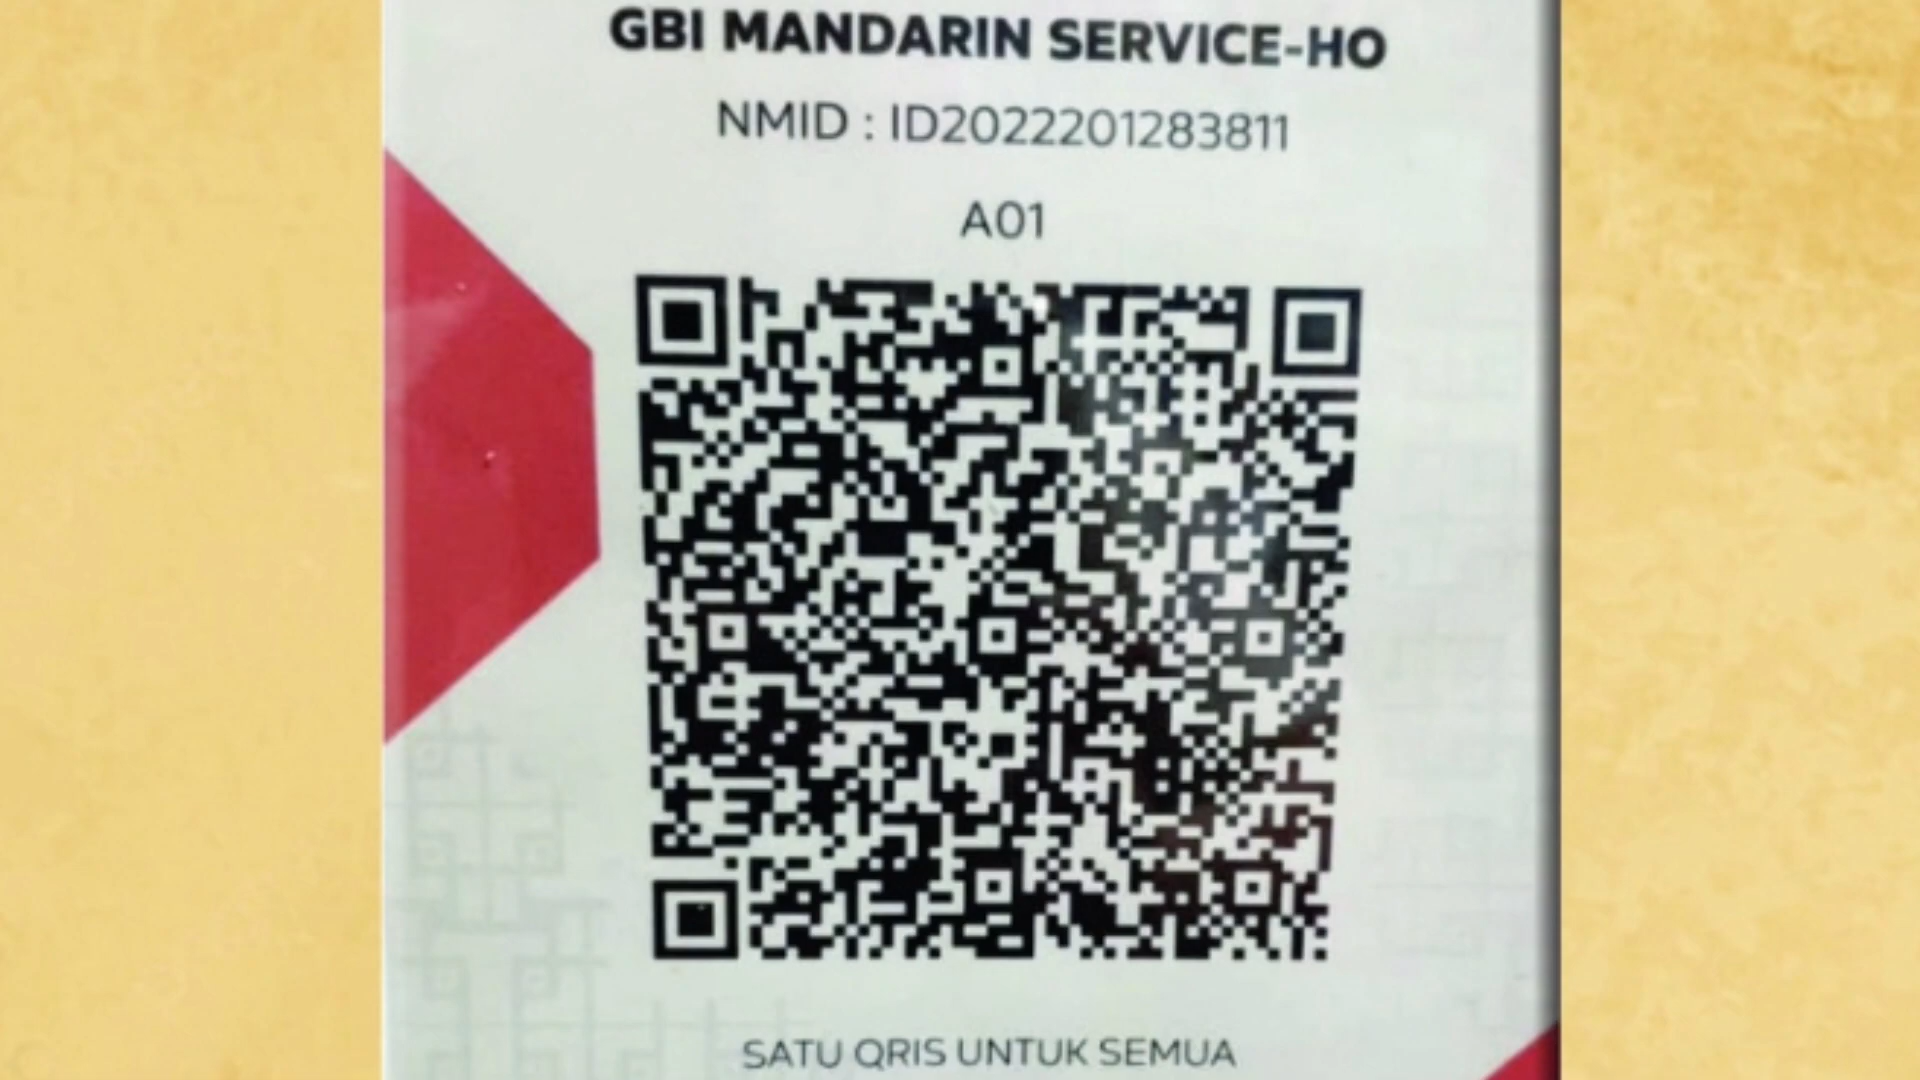 GBI MANDARIN SERVICE-HO
NMID : ID2022201283811
A01
SATU QRIS UNTUK SEMUA